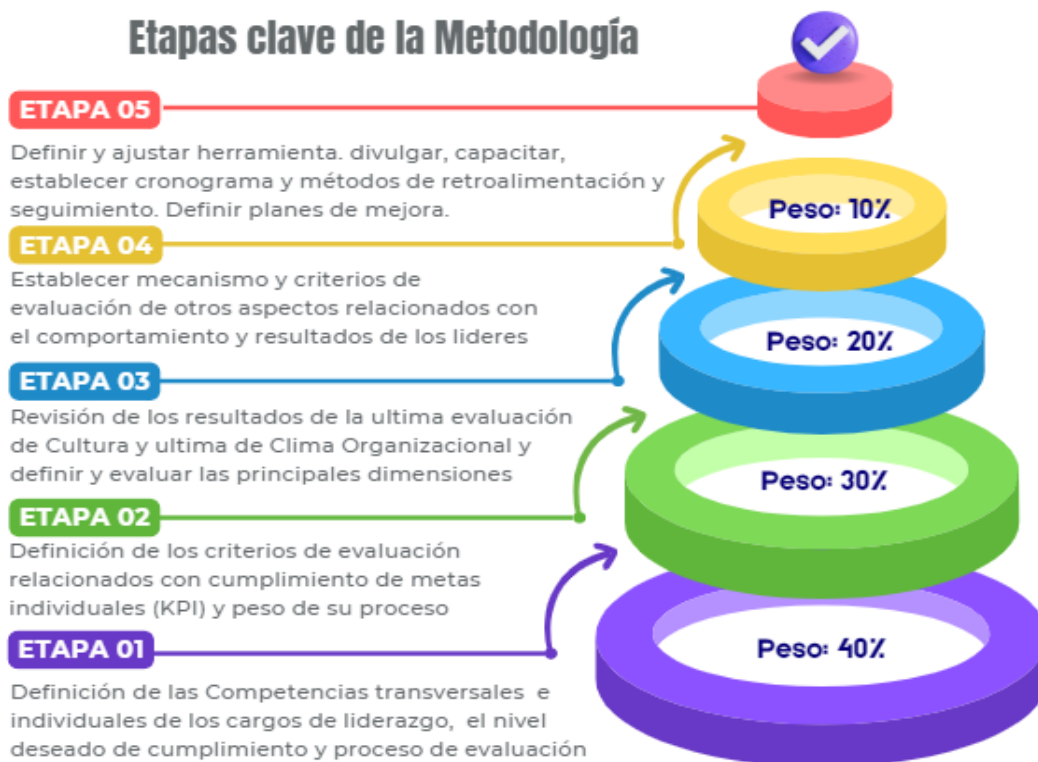 Etapas clave de la Metodología
ETAPA 05
Definir y ajustar herramienta. divulgar, capacitar,
establecer cronograma y métodos de retroalimentación y
seguimiento. Definir planes de mejora.
Peso: 10%
ETAPA 04
Establecer mecanismo y criterios de
evaluación de otros aspectos relacionados con
el comportamiento y resultados de los lideres
Peso: 20%
ETAPA 03
Revisión de los resultados de la ultima evaluación
de Cultura y ultima de Clima Organizacional y
definir y evaluar las principales dimensiones
Peso: 30%
ETAPA 02
Definición de los criterios de evaluación
relacionados con cumplimiento de metas
individuales (KPI) y peso de su proceso
Peso: 40%
ETAPA 01
Definición de las Competencias transversales e
individuales de los cargos de liderazgo, el nivel
deseado de cumplimiento y proceso de evaluación